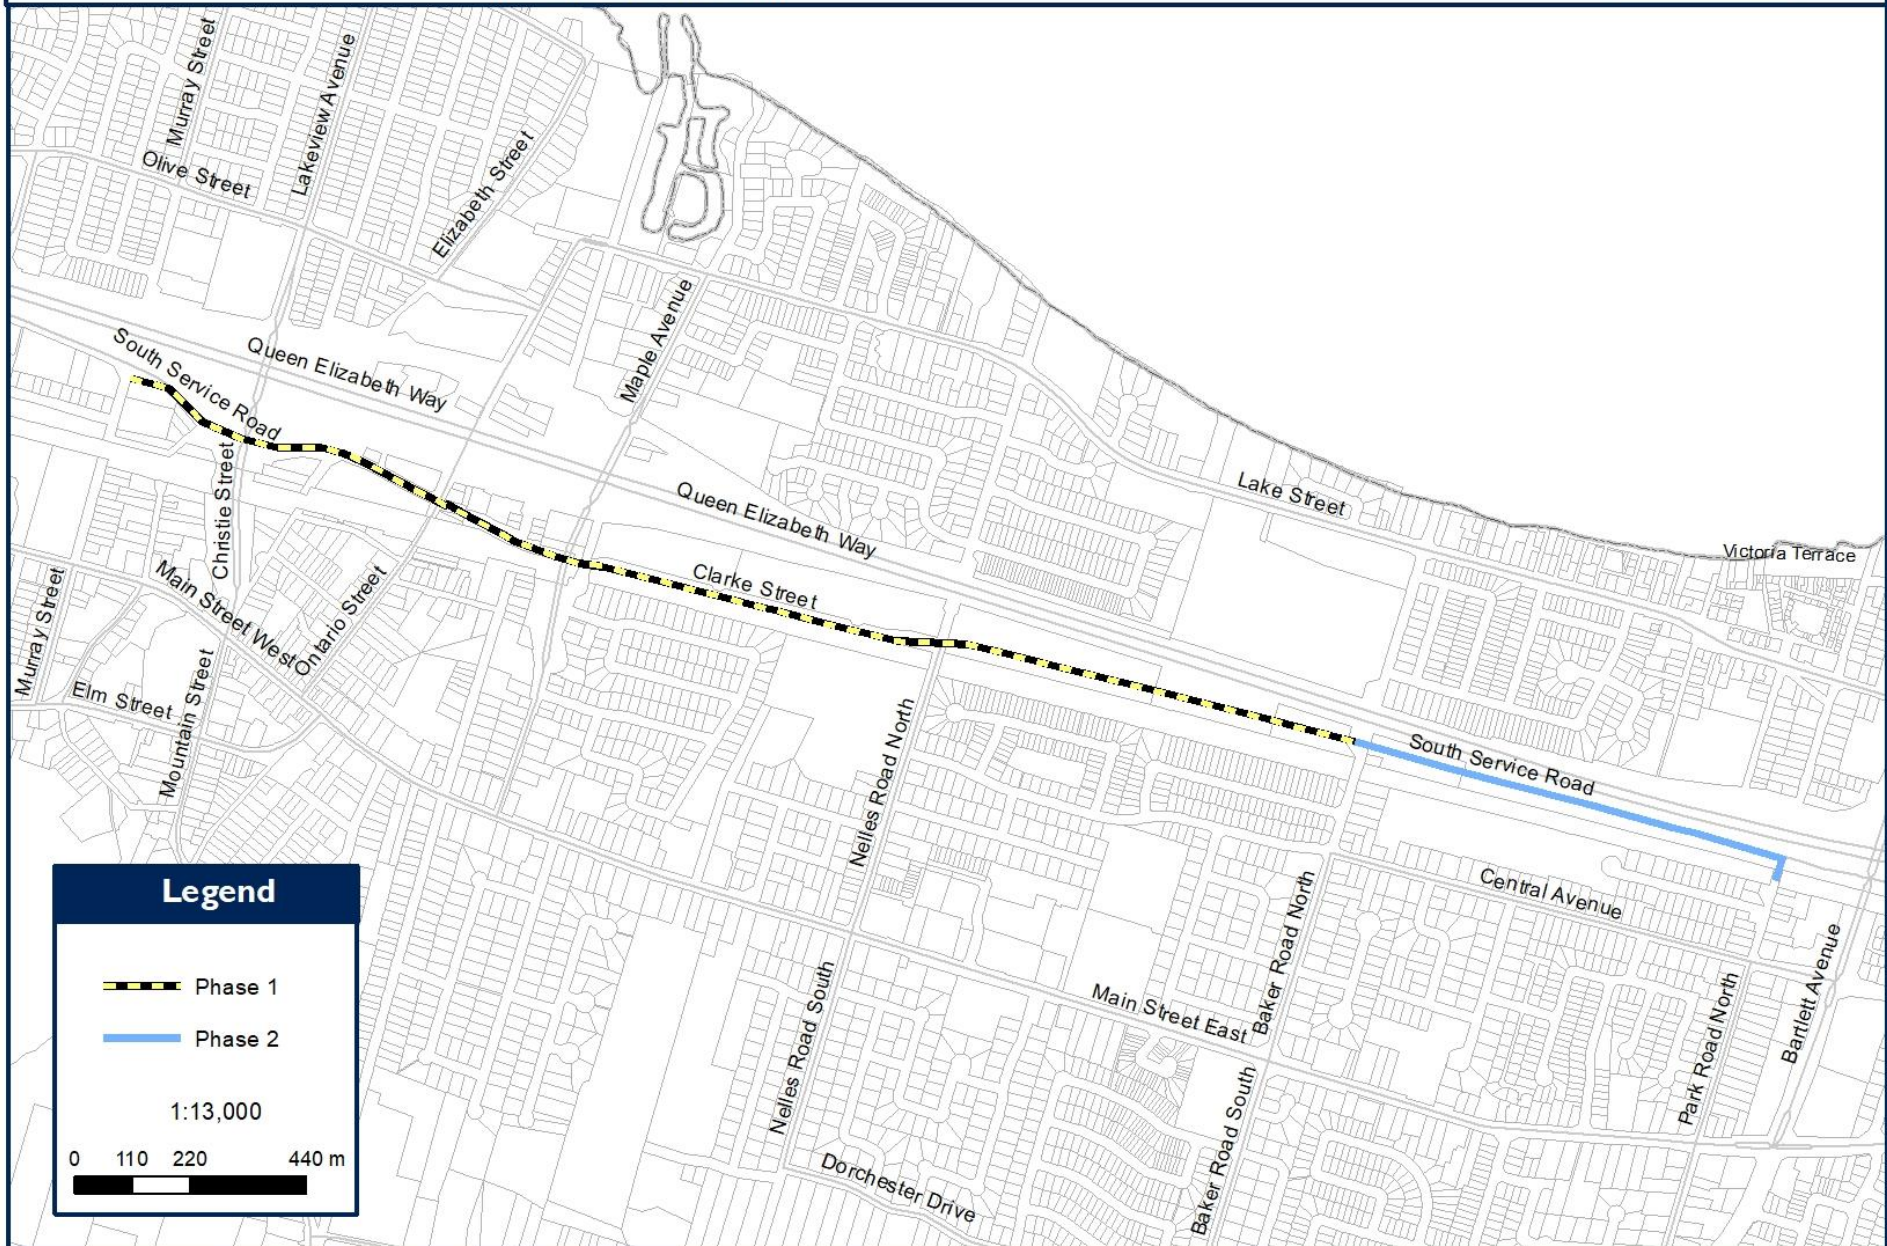 Murray Street
Lakeview Avenue
Olive Street
Elizabeth Street
Maple Avenue
South Service Road
Queen Elizabeth Way
Christie Street
Queen Elizabeth Way
Lake Street
Victoria Terrace
Clarke Street
Main Street West
Ontario Street
Murray Street
Elm Street
Mountain Street
Nelles Road North
South Service Road
Central Avenue
Baker Road North
Bartlett Avenue
Nelles Road South
Main Street East
Park Road North
Baker Road South
Dorchester Drive
Legend
Phase 1
Phase 2
1:13,000
0 110 220 440 m